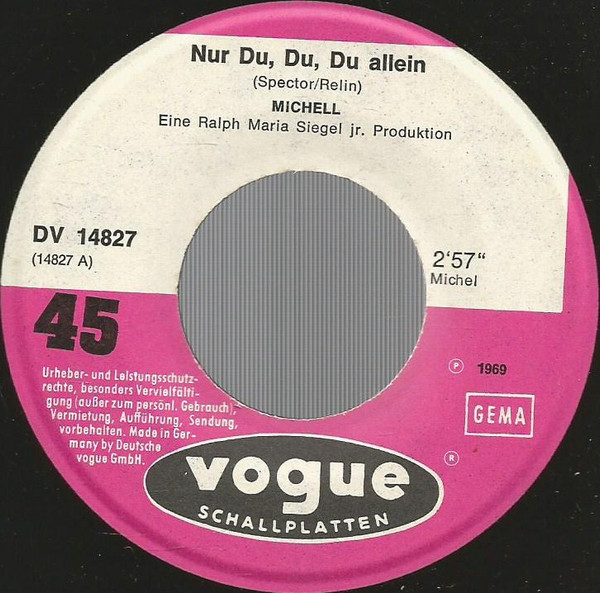 Nur Du, Du, Du allein
(Spector/Relin)
MICHELL
Eine Ralph Maria Siegel jr. Produktion
DV 14827
(14827 A)
2'57"
Michel
45
℗ 1969
GEMA
Urheber- und Leistungsschutz-
rechte, besonders Vervielfälti-
gung (außer zum persönl. Gebrauch),
Vermietung, Aufführung, Sendung,
vorbehalten. Made in Ger-
many by Deutsche
vogue GmbH.
®
vogue
SCHALLPLATTEN